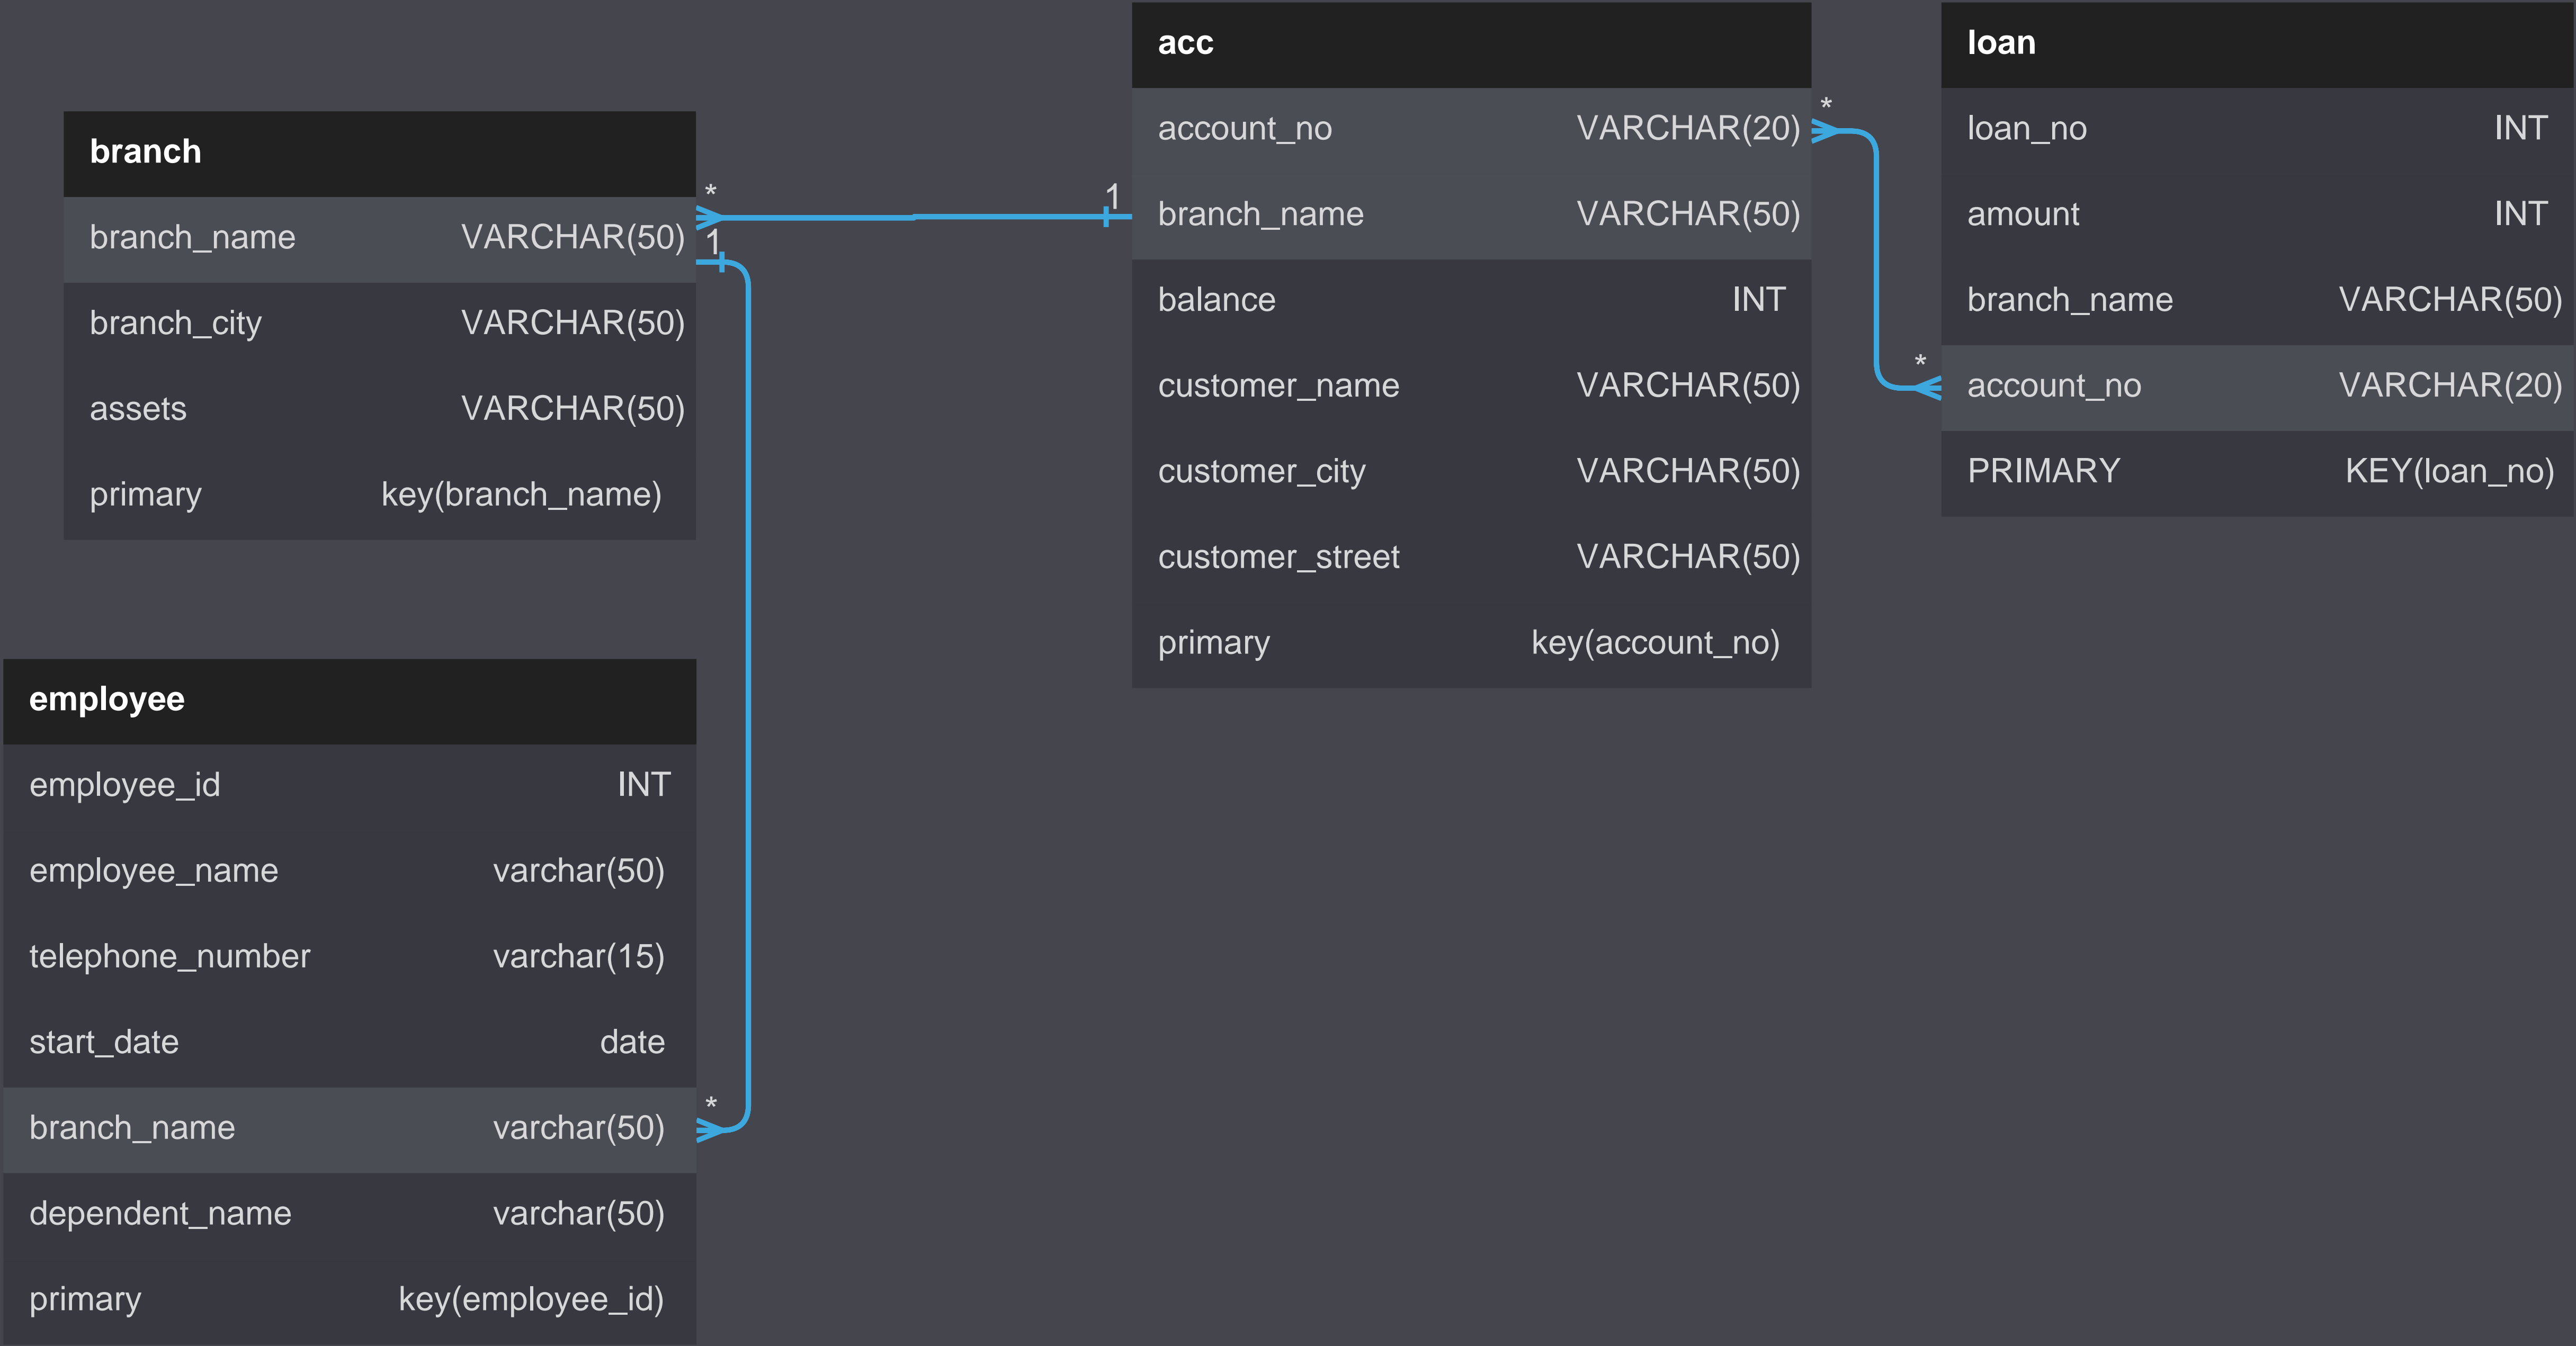 branch
branch_name VARCHAR(50)
branch_city VARCHAR(50)
assets VARCHAR(50)
primary key(branch_name)
* 1
1
acc
account_no VARCHAR(20)
branch_name VARCHAR(50)
balance INT
customer_name VARCHAR(50)
customer_city VARCHAR(50)
customer_street VARCHAR(50)
primary key(account_no)
*
*
loan
loan_no INT
amount INT
branch_name VARCHAR(50)
account_no VARCHAR(20)
PRIMARY KEY(loan_no)
employee
employee_id INT
employee_name varchar(50)
telephone_number varchar(15)
start_date date
branch_name varchar(50)
dependent_name varchar(50)
primary key(employee_id)
*